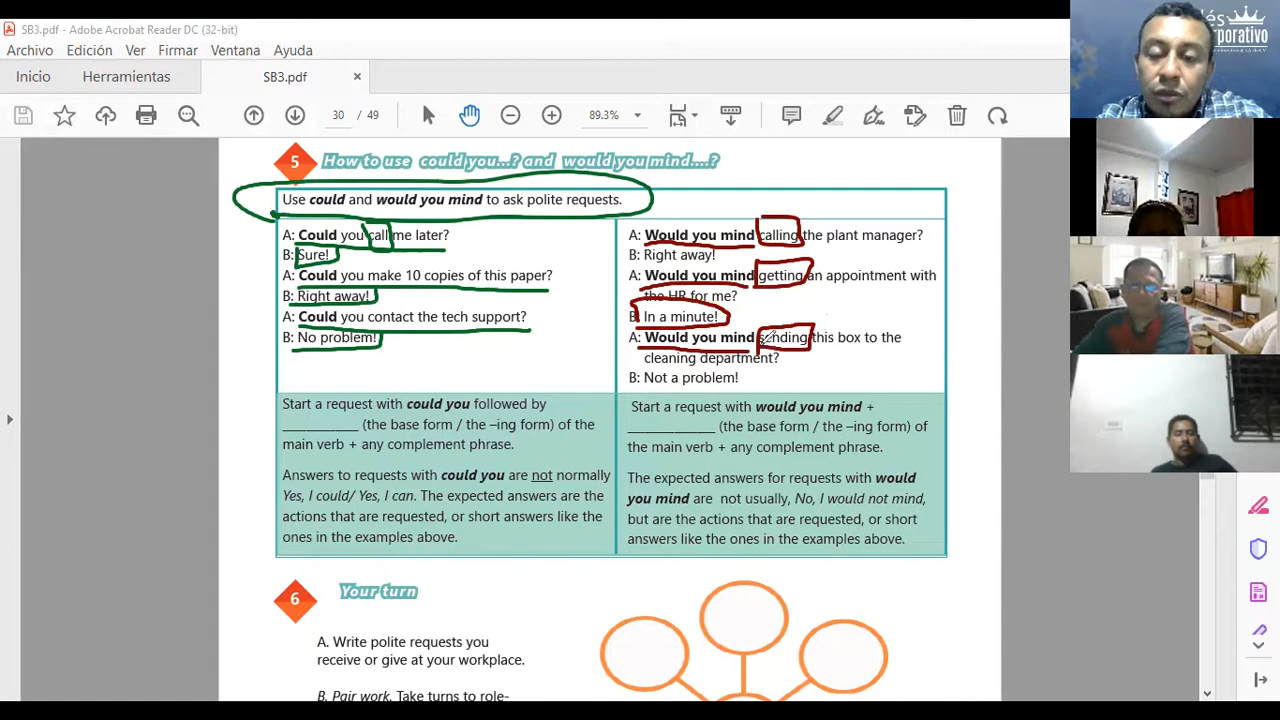 SB3.pdf - Adobe Acrobat Reader DC (32-bit)
Archivo Edición Ver Firmar Ventana Ayuda
Inicio Herramientas SB3.pdf ×
30 / 49 89.3%
5 How to use could you...? and would you mind....?
Use could and would you mind to ask polite requests.
A: Could you call me later?
B: Sure!
A: Could you make 10 copies of this paper?
B: Right away!
A: Could you contact the tech support?
B: No problem!
A: Would you mind calling the plant manager?
B: Right away!
A: Would you mind getting an appointment with
the HR for me?
B: In a minute!
A: Would you mind sending this box to the
cleaning department?
B: Not a problem!
Start a request with could you followed by
____________ (the base form / the –ing form) of the
main verb + any complement phrase.
Answers to requests with could you are not normally
Yes, I could/ Yes, I can. The expected answers are the
actions that are requested, or short answers like the
ones in the examples above.
Start a request with would you mind +
______________ (the base form / the –ing form) of
the main verb + any complement phrase.
The expected answers for requests with would
you mind are not usually, No, I would not mind,
but are the actions that are requested, or short
answers like the ones in the examples above.
6 Your turn
A. Write polite requests you
receive or give at your workplace.
B. Pair work. Take turns to role-